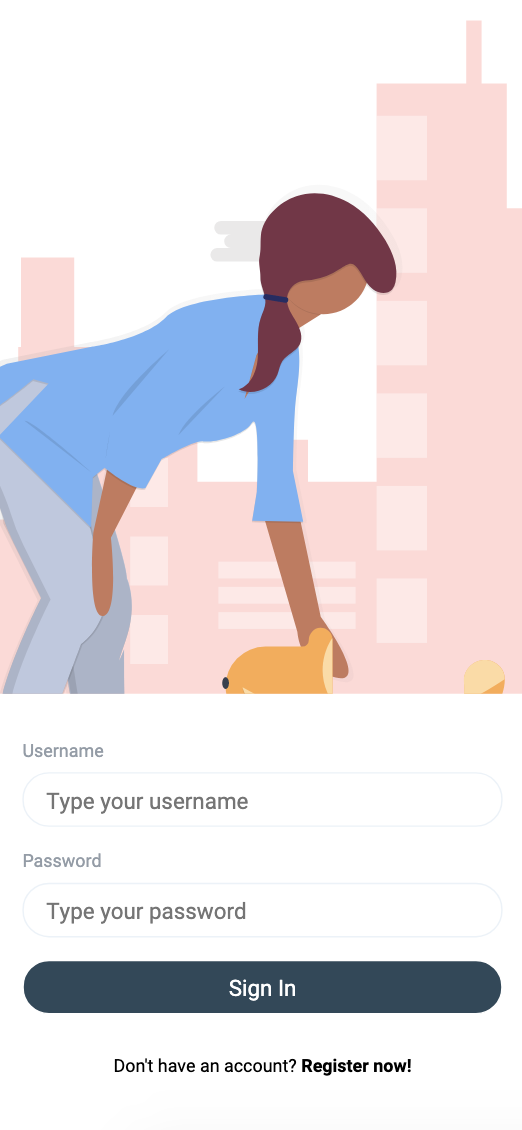 Username
Type your username
Password
Type your password
Sign In
Don't have an account? Register now!